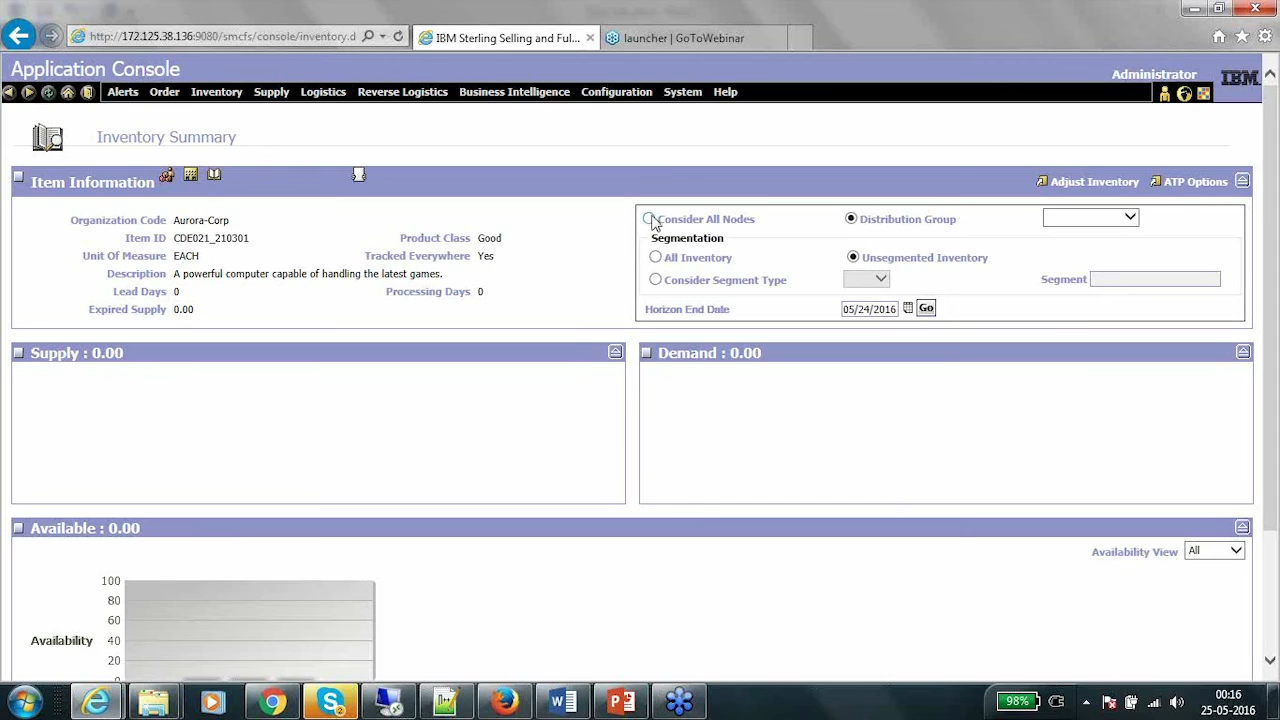 http://172.125.38.136:9080/smcfs/console/inventory.d
IBM Sterling Selling and Ful...
launcher | GoToWebinar
Application Console
Administrator
IBM
Alerts Order Inventory Supply Logistics Reverse Logistics Business Intelligence Configuration System Help
Inventory Summary
Item Information
Adjust Inventory ATP Options
Organization Code Aurora-Corp
Consider All Nodes Distribution Group
Item ID CDE021_210301 Product Class Good
Segmentation
Unit Of Measure EACH Tracked Everywhere Yes
All Inventory Unsegmented Inventory
Description A powerful computer capable of handling the latest games.
Consider Segment Type Segment
Lead Days 0 Processing Days 0
Expired Supply 0.00
Horizon End Date 05/24/2016 Go
Supply : 0.00
Demand : 0.00
Available : 0.00
Availability View All
100
80
60
Availability 40
20
98%
00:16
25-05-2016